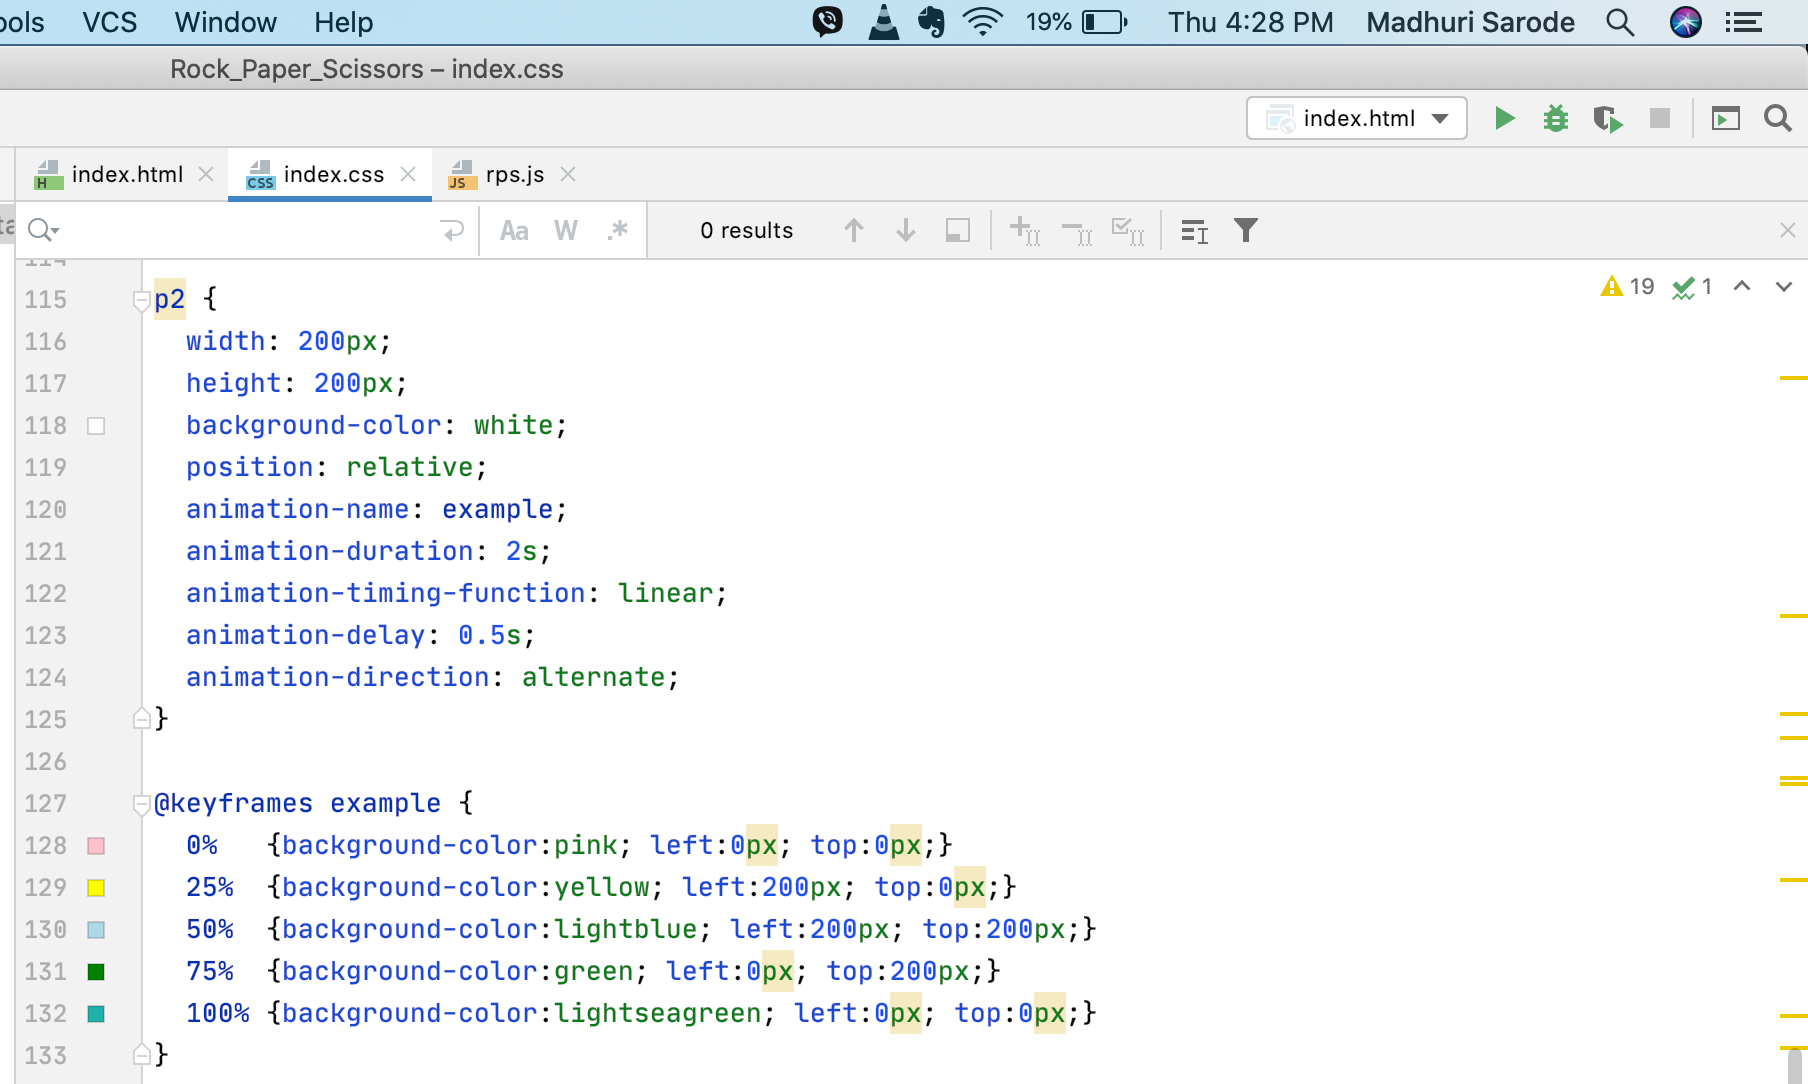 ols VCS Window Help 19% Thu 4:28 PM Madhuri Sarode
Rock_Paper_Scissors – index.css
index.html
H index.html CSS index.css JS rps.js
Aa W .* 0 results
114
115 p2 { 19 1
116 width: 200px;
117 height: 200px;
118 background-color: white;
119 position: relative;
120 animation-name: example;
121 animation-duration: 2s;
122 animation-timing-function: linear;
123 animation-delay: 0.5s;
124 animation-direction: alternate;
125 }
126
127 @keyframes example {
128 0% {background-color:pink; left:0px; top:0px;}
129 25% {background-color:yellow; left:200px; top:0px;}
130 50% {background-color:lightblue; left:200px; top:200px;}
131 75% {background-color:green; left:0px; top:200px;}
132 100% {background-color:lightseagreen; left:0px; top:0px;}
133 }